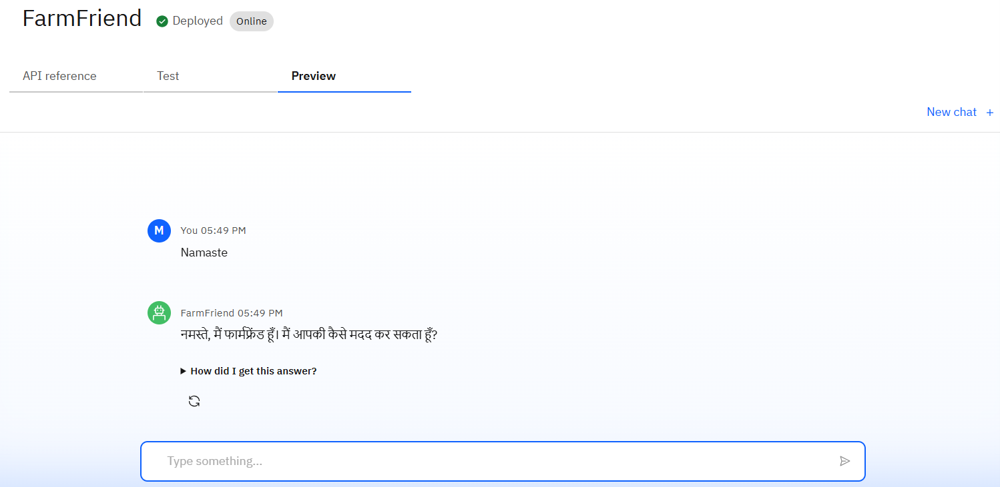 FarmFriend Deployed Online
API reference Test Preview
New chat +
M You 05:49 PM
Namaste
FarmFriend 05:49 PM
नमस्ते, मैं फार्मफ्रेंड हूँ। मैं आपकी कैसे मदद कर सकता हूँ?
How did I get this answer?
Type something...